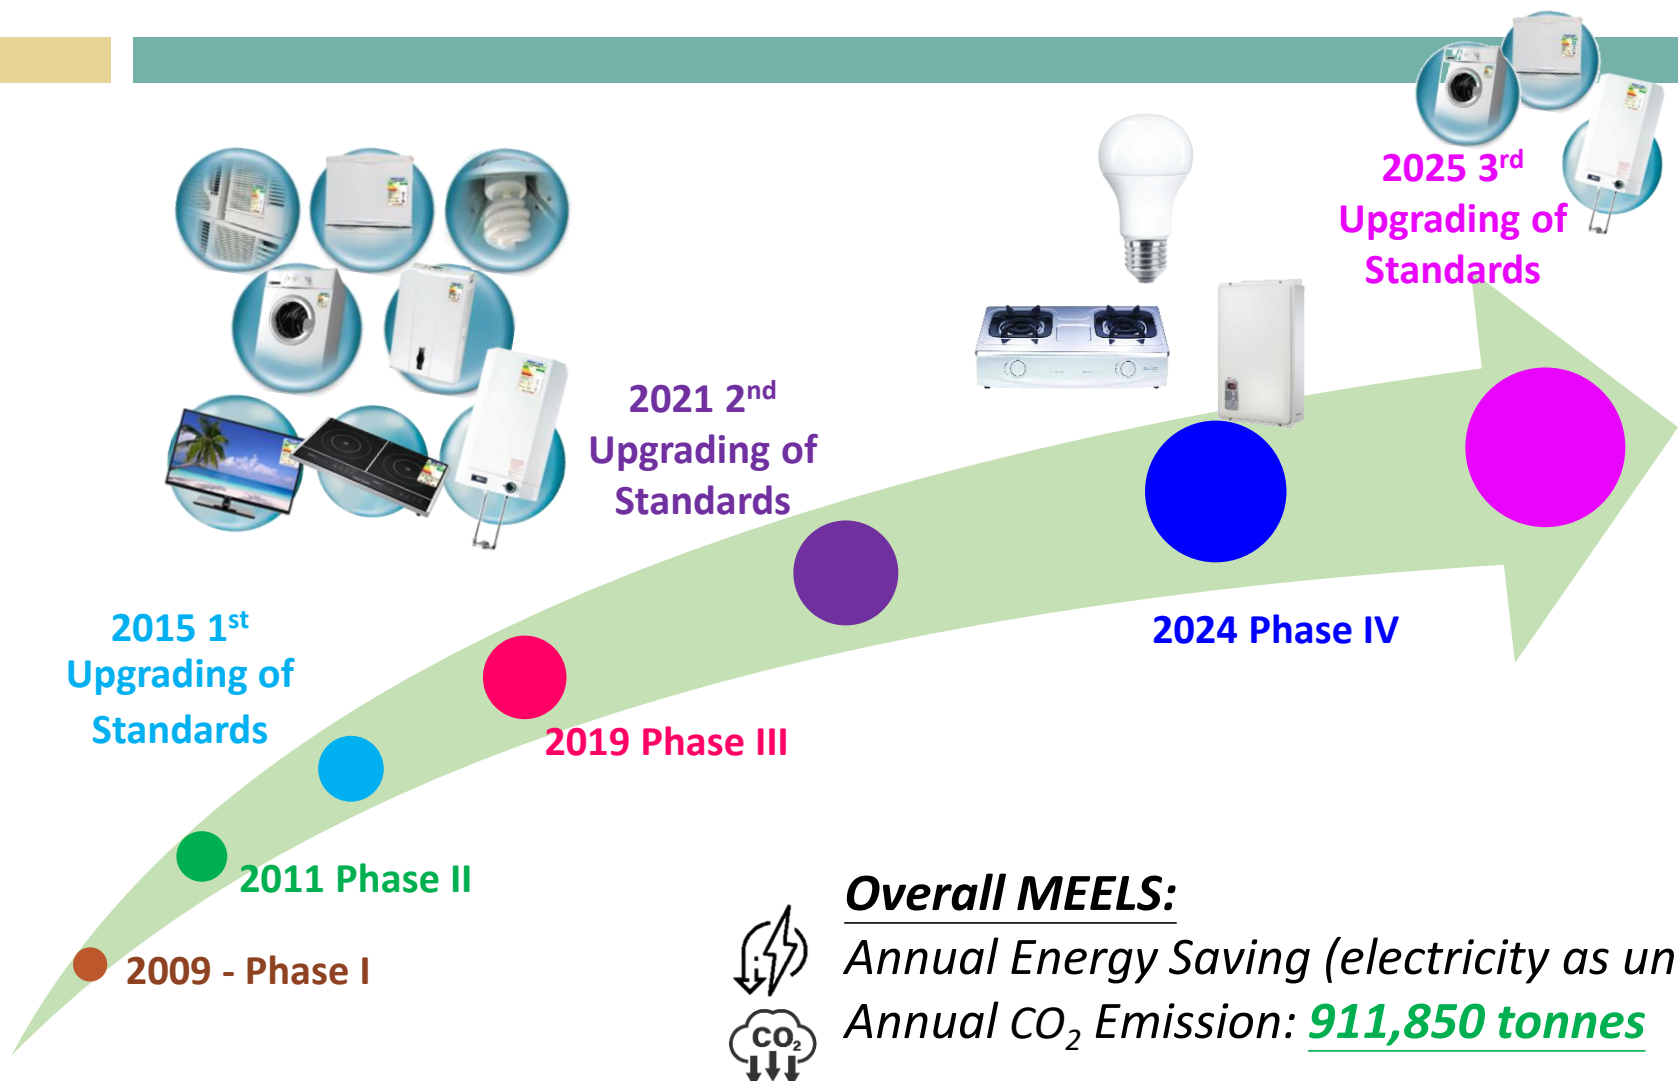 2025 3rd
Upgrading of
Standards
2021 2nd
Upgrading of
Standards
2015 1st
Upgrading of
Standards
2024 Phase IV
2019 Phase III
2011 Phase II
2009 - Phase I
Overall MEELS:
Annual Energy Saving (electricity as un
Annual CO₂ Emission: 911,850 tonnes
CO₂